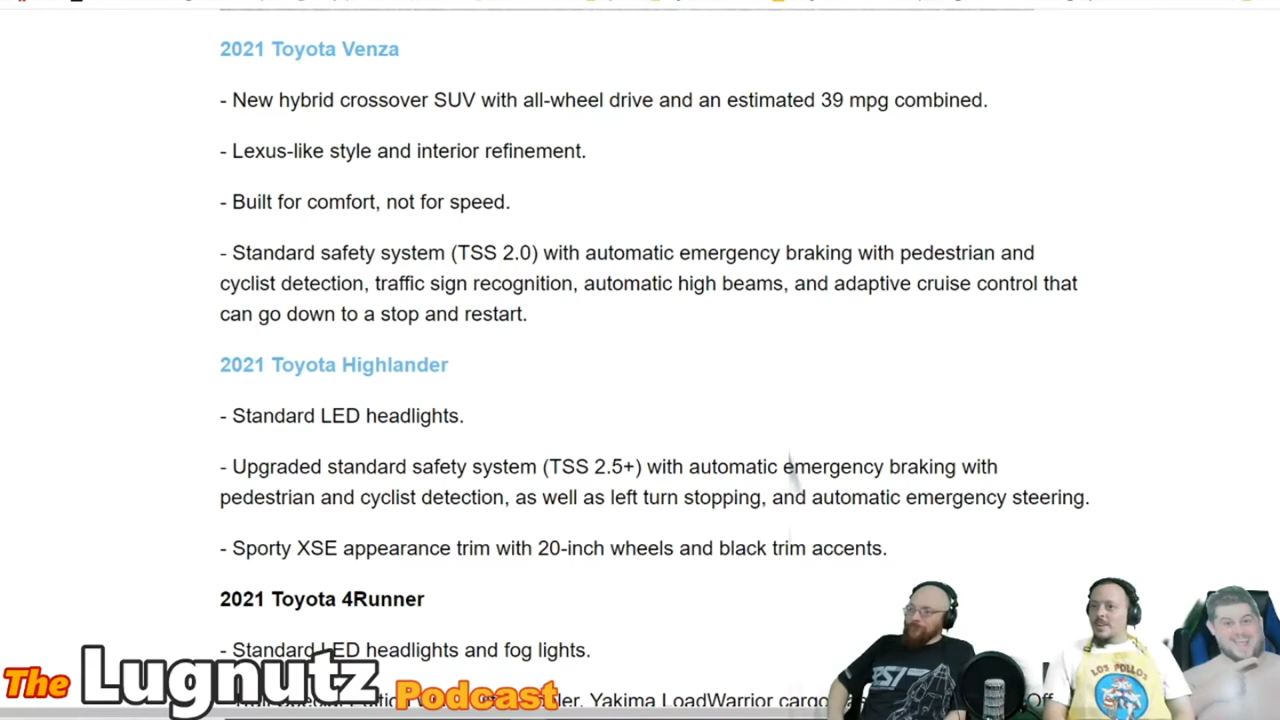 2021 Toyota Venza
- New hybrid crossover SUV with all-wheel drive and an estimated 39 mpg combined.
- Lexus-like style and interior refinement.
- Built for comfort, not for speed.
- Standard safety system (TSS 2.0) with automatic emergency braking with pedestrian and
cyclist detection, traffic sign recognition, automatic high beams, and adaptive cruise control that
can go down to a stop and restart.
2021 Toyota Highlander
- Standard LED headlights.
- Upgraded standard safety system (TSS 2.5+) with automatic emergency braking with
pedestrian and cyclist detection, as well as left turn stopping, and automatic emergency steering.
- Sporty XSE appearance trim with 20-inch wheels and black trim accents.
2021 Toyota 4Runner
- Standard LED headlights and fog lights.
Yakima LoadWarrior cargo
The Lugnutz Podcast
LOS POLLOS